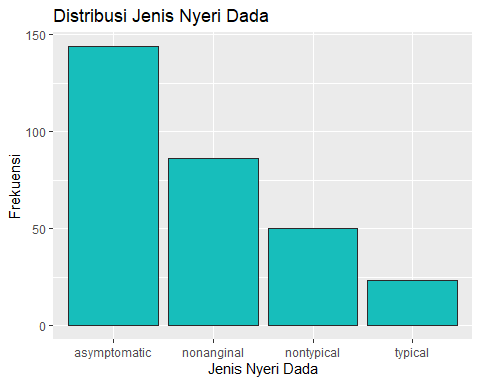 Distribusi Jenis Nyeri Dada
150
100
50
0
Frekuensi
asymptomatic nonanginal nontypical typical
Jenis Nyeri Dada